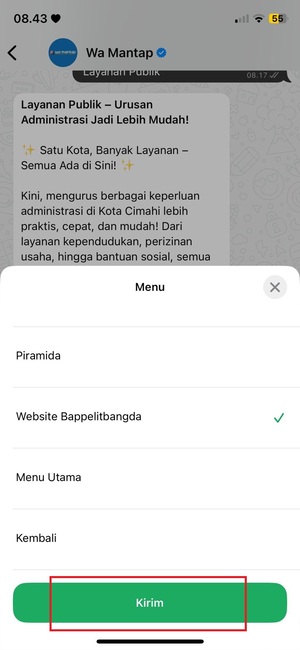 08.43
55
wa mantap
Wa Mantap
Layanan Publik
08.17
Layanan Publik – Urusan
Administrasi Jadi Lebih Mudah!
✨ Satu Kota, Banyak Layanan –
Semua Ada di Sini! ✨
Kini, mengurus berbagai keperluan
administrasi di Kota Cimahi lebih
praktis, cepat, dan mudah! Dari
layanan kependudukan, perizinan
usaha, hingga bantuan sosial, semua
Menu
Piramida
Website Bappelitbangda
Menu Utama
Kembali
Kirim